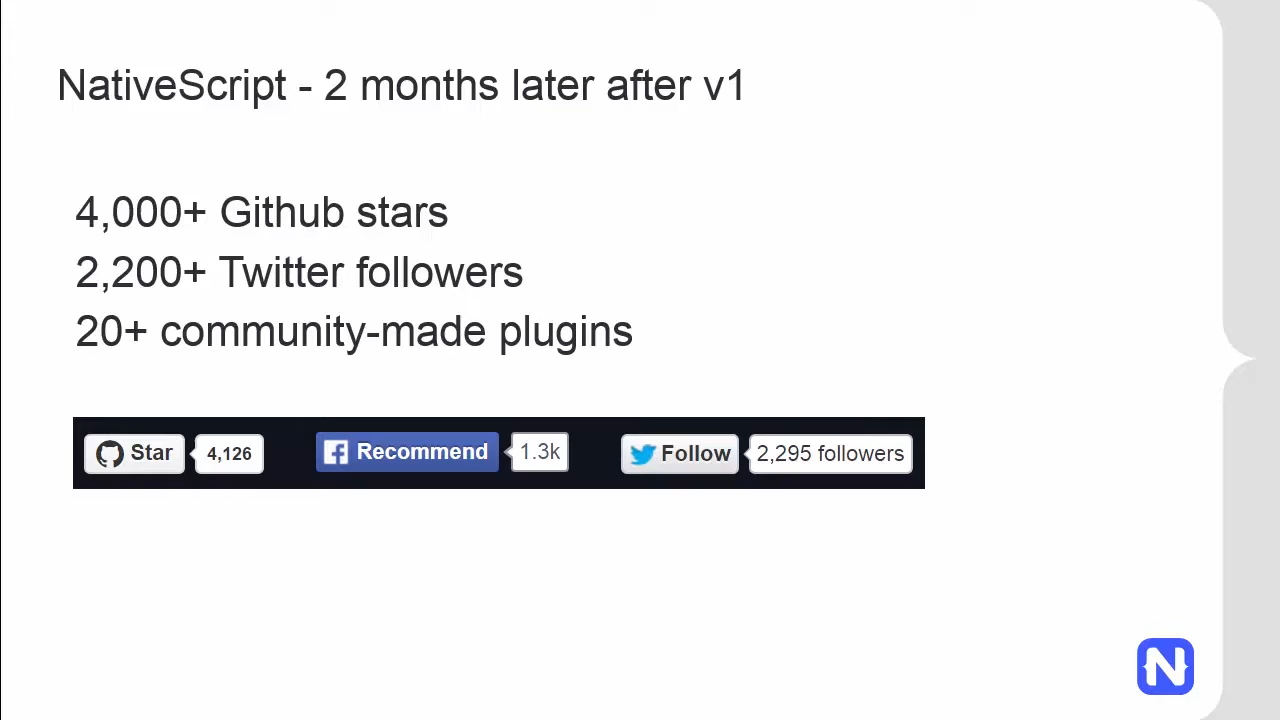 NativeScript - 2 months later after v1
4,000+ Github stars
2,200+ Twitter followers
20+ community-made plugins
Star 4,126 Recommend 1.3k Follow 2,295 followers
N